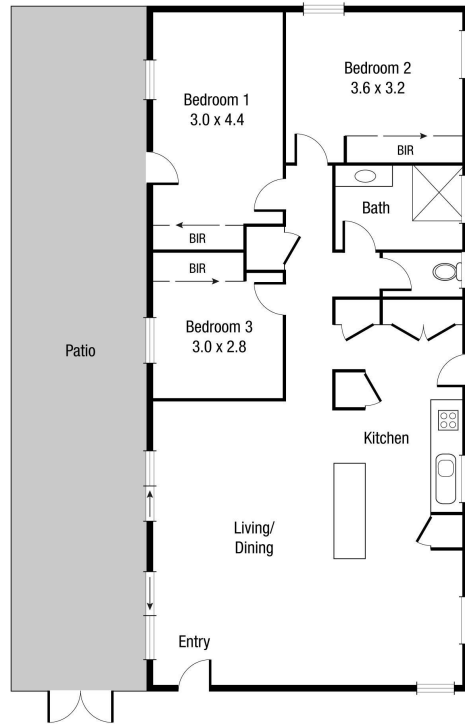 Bedroom 1
3.0 x 4.4
Bedroom 2
3.6 x 3.2
BIR
Bath
BIR
BIR
Bedroom 3
3.0 x 2.8
Patio
Kitchen
Living/
Dining
Entry